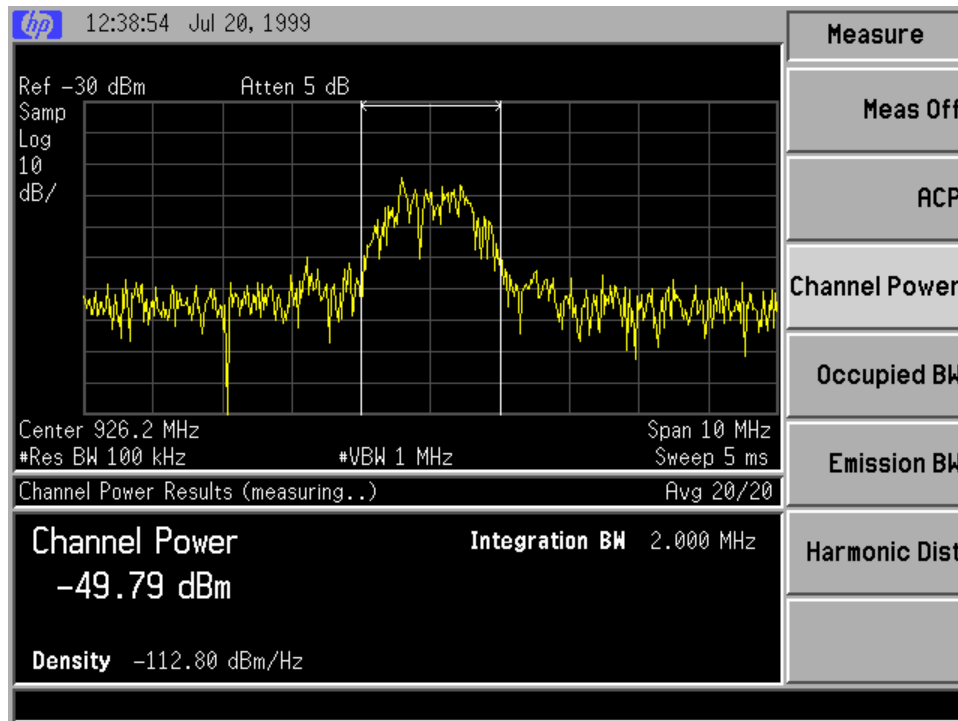 hp 12:38:54 Jul 20, 1999
Measure
Ref -30 dBm Atten 5 dB
Samp
Log
10
dB/
Meas Off
ACP
Channel Power
Occupied BW
Emission BW
Harmonic Dist
Center 926.2 MHz Span 10 MHz
#Res BW 100 kHz #VBW 1 MHz Sweep 5 ms
Channel Power Results (measuring..) Avg 20/20
Channel Power Integration BW 2.000 MHz
-49.79 dBm
Density -112.80 dBm/Hz